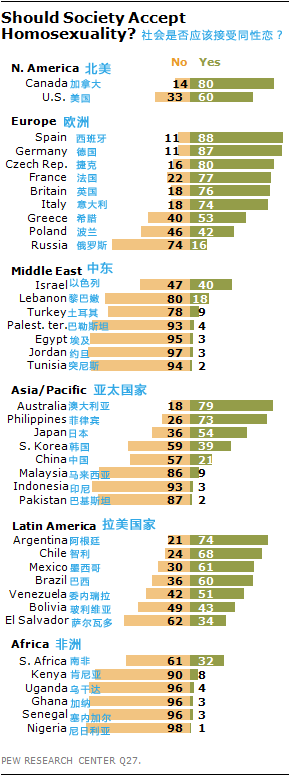 Should Society Accept
Homosexuality? 社会是否应该接受同性恋?
No Yes
N. America 北美
Canada 加拿大 14 80
U.S. 美国 33 60
Europe 欧洲
Spain 西班牙 11 88
Germany 德国 11 87
Czech Rep. 捷克 16 80
France 法国 22 77
Britain 英国 18 76
Italy 意大利 18 74
Greece 希腊 40 53
Poland 波兰 46 42
Russia 俄罗斯 74 16
Middle East 中东
Israel 以色列 47 40
Lebanon 黎巴嫩 80 18
Turkey 土耳其 78 9
Palest. ter. 巴勒斯坦 93 4
Egypt 埃及 95 3
Jordan 约旦 97 3
Tunisia 突尼斯 94 2
Asia/Pacific 亚太国家
Australia 澳大利亚 18 79
Philippines 菲律宾 26 73
Japan 日本 36 54
S. Korea 韩国 59 39
China 中国 57 21
Malaysia 马来西亚 86 9
Indonesia 印尼 93 3
Pakistan 巴基斯坦 87 2
Latin America 拉美国家
Argentina 阿根廷 21 74
Chile 智利 24 68
Mexico 墨西哥 30 61
Brazil 巴西 36 60
Venezuela 委内瑞拉 42 51
Bolivia 玻利维亚 49 43
El Salvador 萨尔瓦多 62 34
Africa 非洲
S. Africa 南非 61 32
Kenya 肯尼亚 90 8
Uganda 乌干达 96 4
Ghana 加纳 96 3
Senegal 塞内加尔 96 3
Nigeria 尼日利亚 98 1
PEW RESEARCH CENTER Q27.